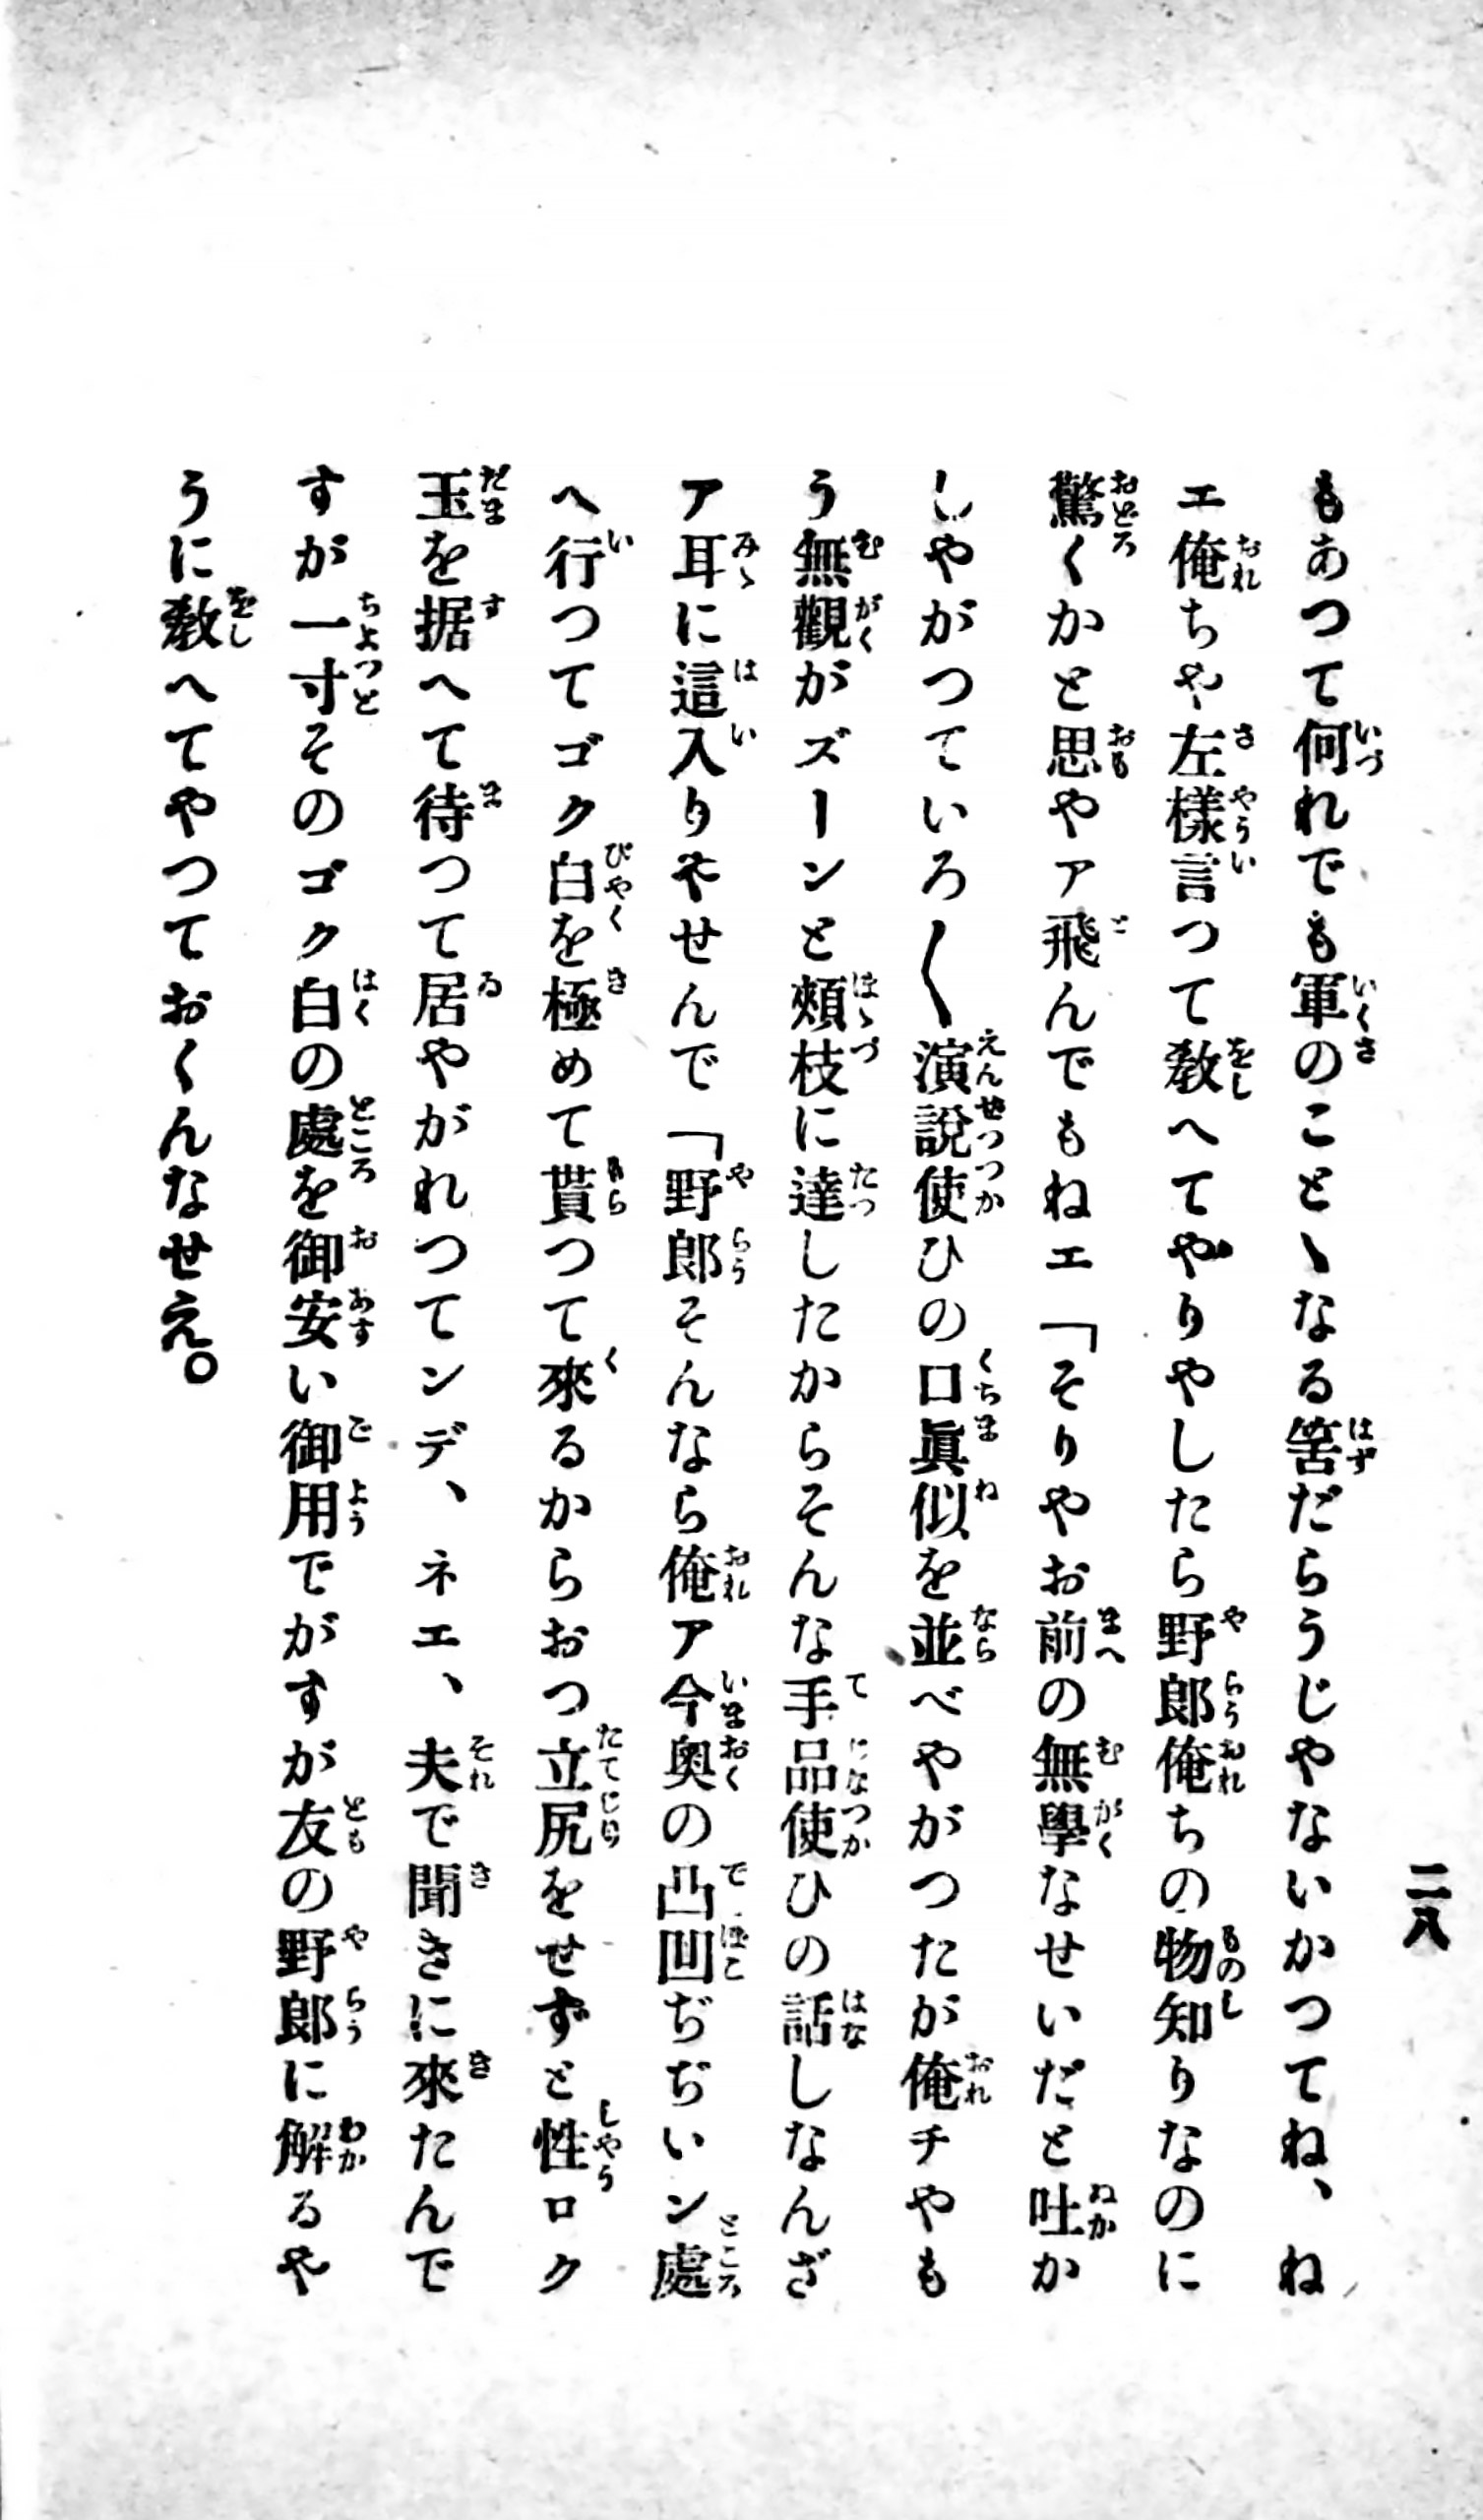 二八
もあつて何れでも軍のことゝなる筈だらうじやないかつてね、ね
エ俺ちや左樣言つて敎へてやりやしたら野郎俺ちの物知りなのに
驚くかと思やア飛んでもねエ「そりやお前の無學なせいだと吐か
しやがつていろ〱演說使ひの口眞似を並べやがつたが俺チやも
う無觀がズーンと頰枝に達したからそんな手品使ひの話しなんざ
ア耳に這入りやせんで「野郎そんなら俺ア今奧の凸凹ぢぢいン處
へ行つてゴク白を極めて貰つて來るからおつ立尻をせずと性ロク
玉を据へて待つて居やがれつてンデ、ネエ、夫で聞きに來たんで
すが一寸そのゴク白の處を御安い御用でがすが友の野郎に解るや
うに敎へてやつておくんなせえ。